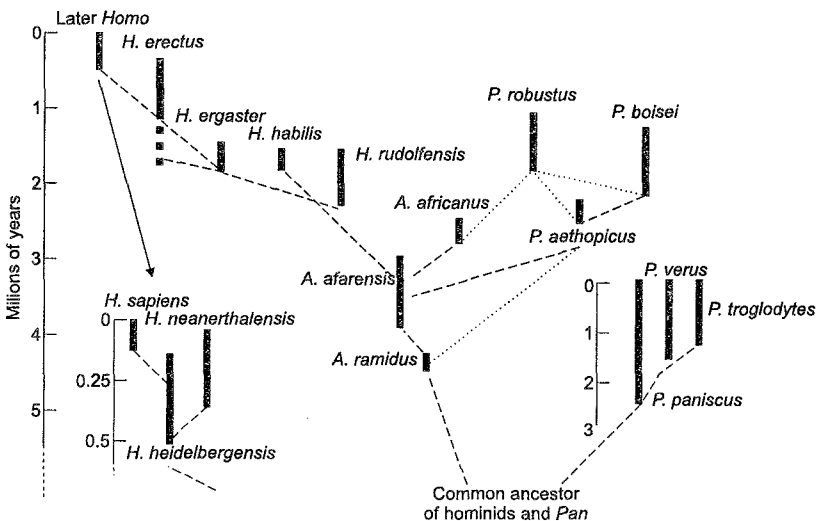 Later Homo
H. erectus
H. ergaster
H. habilis
H. rudolfensis
P. robustus
P. boisei
A. africanus
P. aethopicus
A. afarensis
A. ramidus
Millions of years
0
1
2
3
4
5
H. sapiens
H. neanerthalensis
0
0.25
0.5
H. heidelbergensis
P. verus
P. troglodytes
P. paniscus
0
1
2
3
Common ancestor
of hominids and Pan